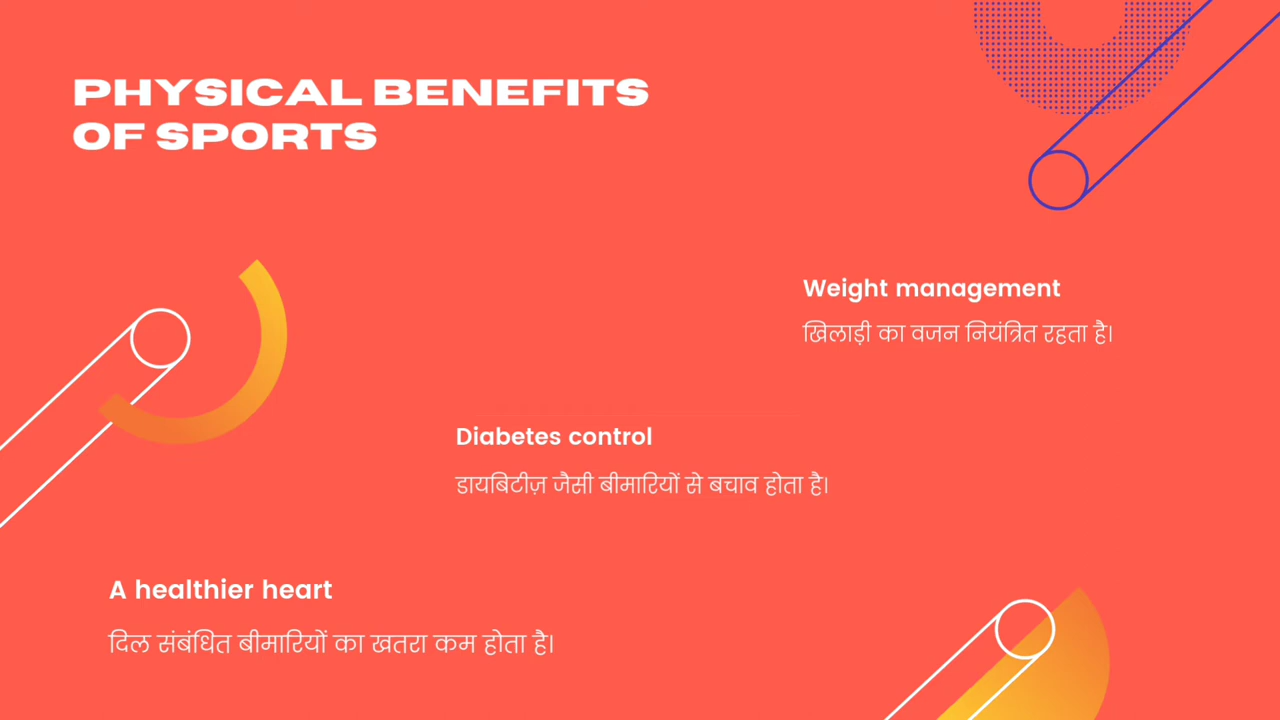 PHYSICAL BENEFITS
OF SPORTS
Weight management
खिलाड़ी का वजन नियंत्रित रहता है।
Diabetes control
डायबिटीज़ जैसी बीमारियों से बचाव होता है।
A healthier heart
दिल संबंधित बीमारियों का खतरा कम होता है।